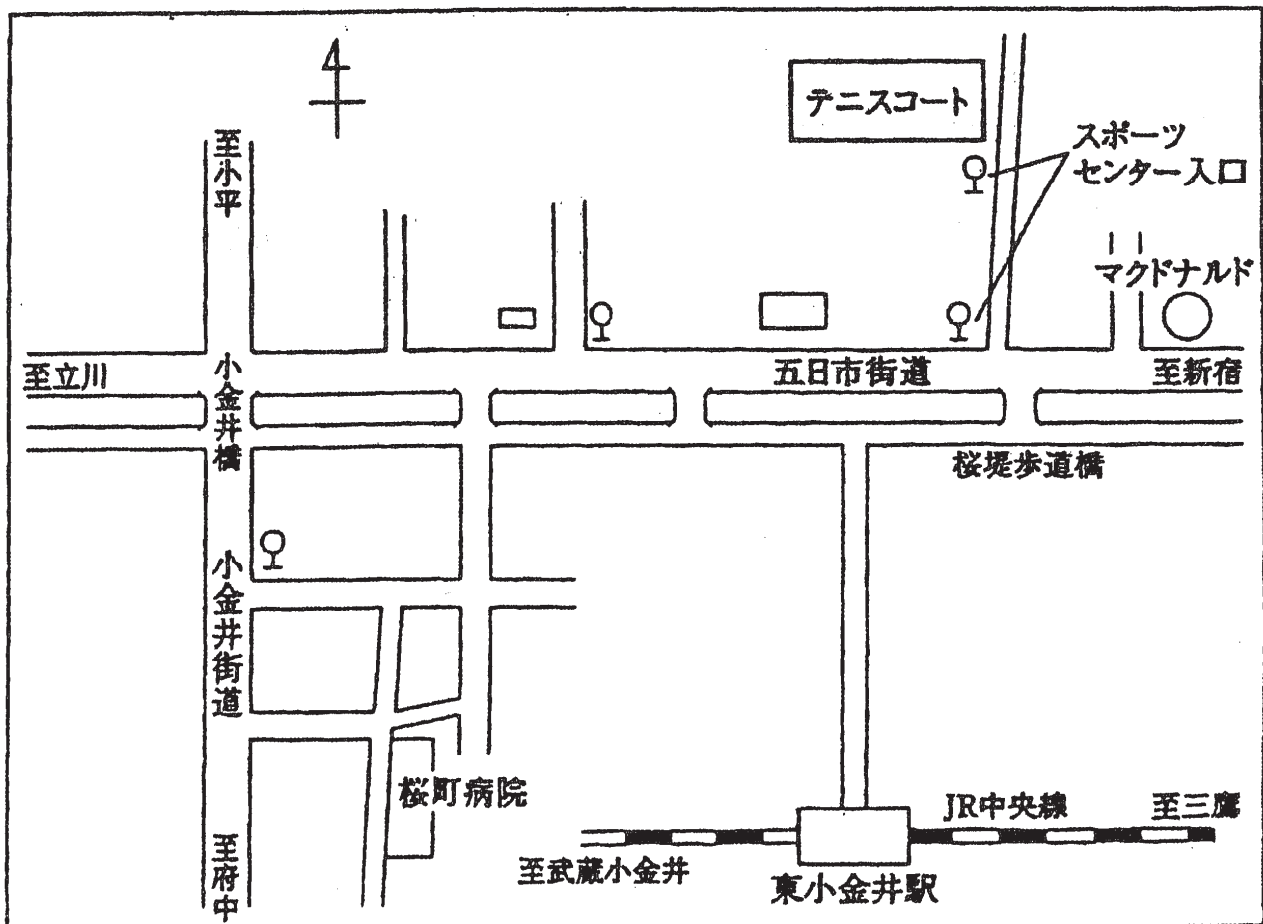 テニスコート
スポーツ
センター入口
至小平
マクドナルド
至立川
小金井橋
五日市街道
至新宿
桜堤歩道橋
小金井街道
桜町病院
JR中央線
至三鷹
至武蔵小金井
東小金井駅
至府中